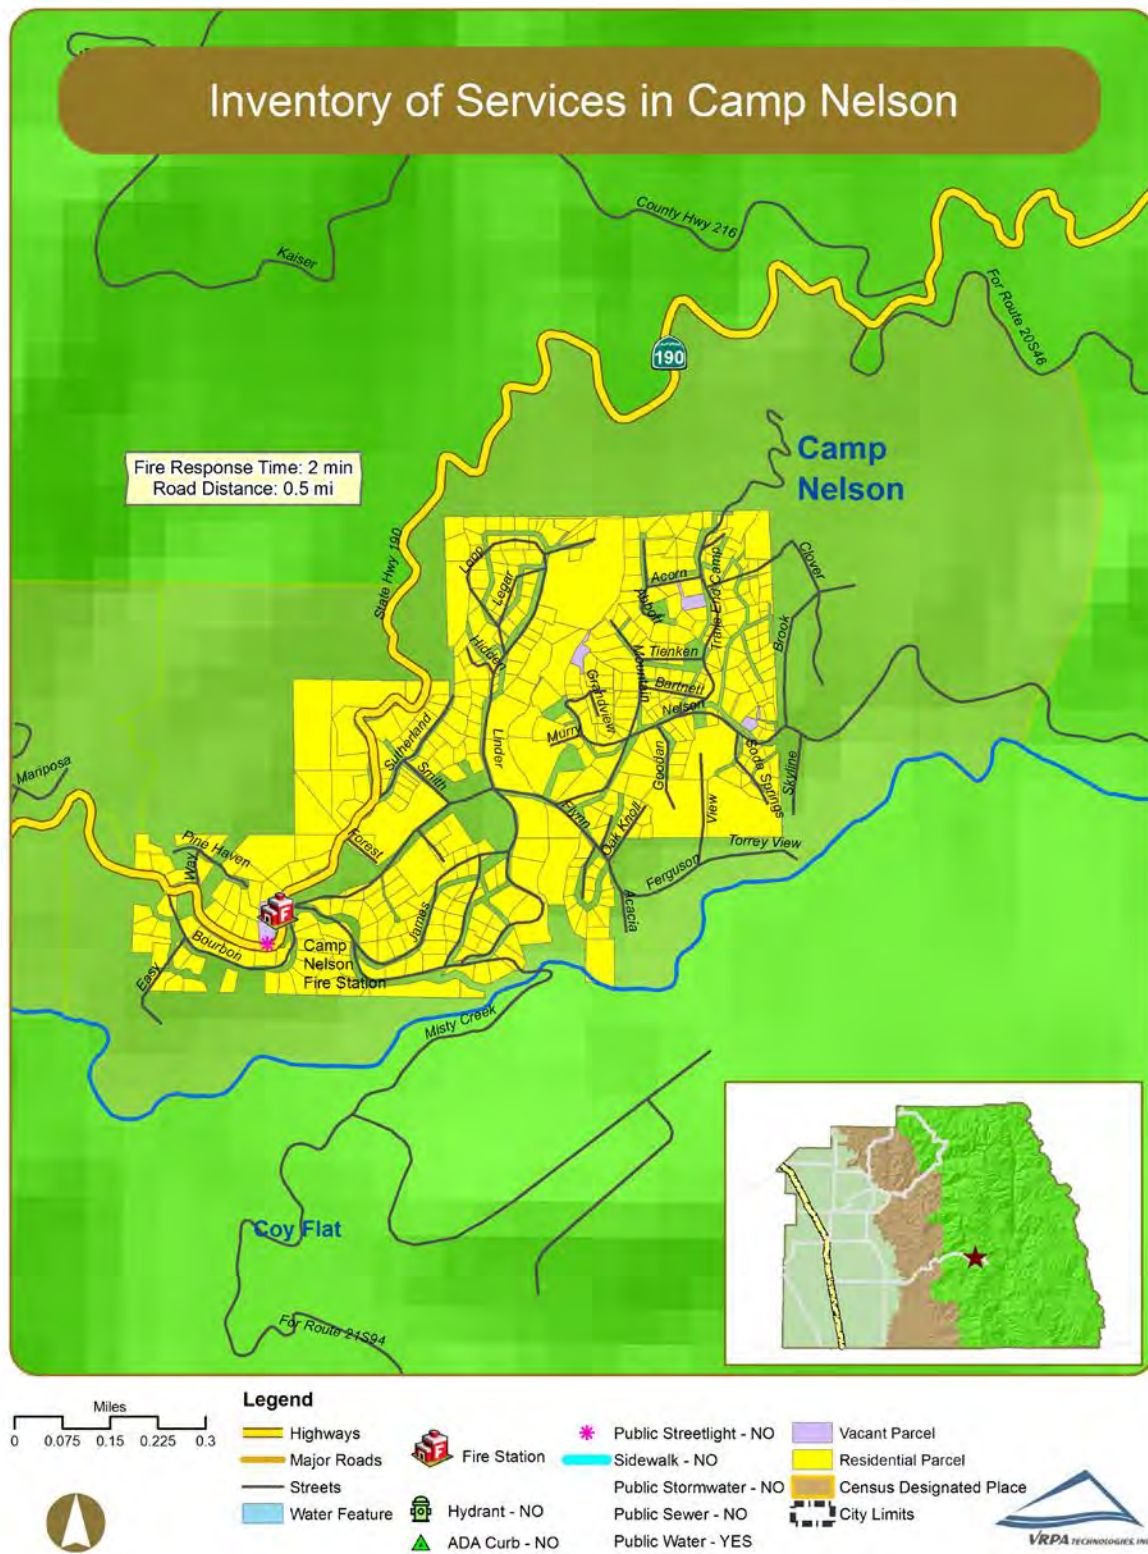 Inventory of Services in Camp Nelson
County Hwy 216
Kaiser
For Route 20S46
190
Camp
Nelson
Fire Response Time: 2 min
Road Distance: 0.5 mi
State Hwy 190
Loop
Legar
Hidden
Acorn
Abbott
Trails End Camp
Clover
Brook
Tienken
Mountain
Bartnett
Grandview
Nelson
Murry
Sutherland
Linder
Smith
Goodan
Soda Springs
Skyline
View
Mariposa
Flynn
Oak Knoll
Forest
Pine Haven
Way
Torrey View
Ferguson
Acacia
James
F
Bourbon
Easy
Camp
Nelson
Fire Station
Misty Creek
Coy Flat
For Route 21S94
Miles
0 0.075 0.15 0.225 0.3
Legend
Highways
Major Roads
Streets
Water Feature
Fire Station
Hydrant - NO
ADA Curb - NO
Public Streetlight - NO
Sidewalk - NO
Public Stormwater - NO
Public Sewer - NO
Public Water - YES
Vacant Parcel
Residential Parcel
Census Designated Place
City Limits
VRPA TECHNOLOGIES, INC